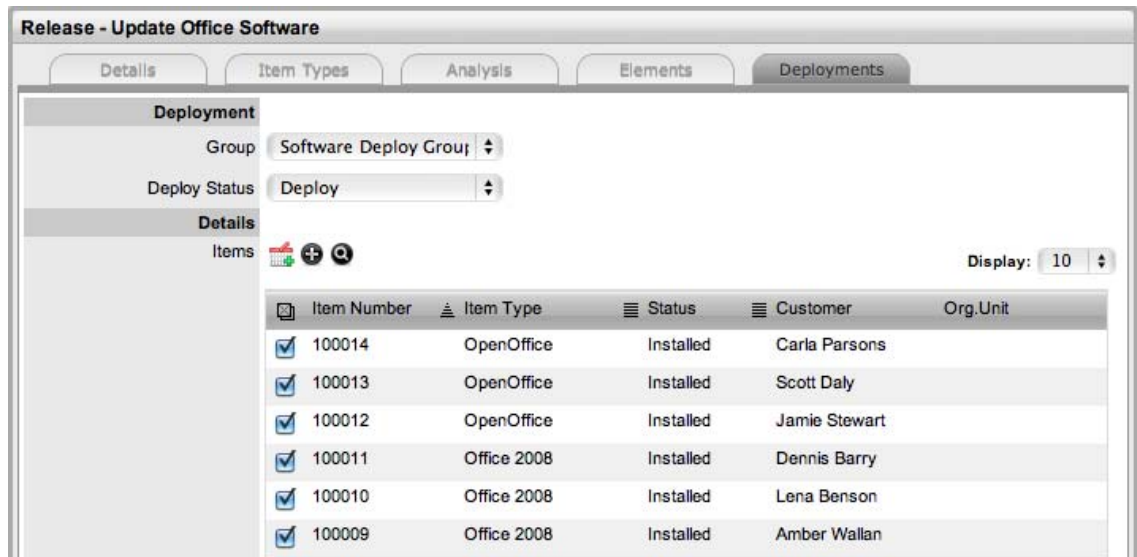 Release - Update Office Software
Details Item Types Analysis Elements Deployments
Deployment
Group Software Deploy Group
Deploy Status Deploy
Details
Items
Display: 10
Item Number Item Type Status Customer Org.Unit
100014 OpenOffice Installed Carla Parsons
100013 OpenOffice Installed Scott Daly
100012 OpenOffice Installed Jamie Stewart
100011 Office 2008 Installed Dennis Barry
100010 Office 2008 Installed Lena Benson
100009 Office 2008 Installed Amber Wallan